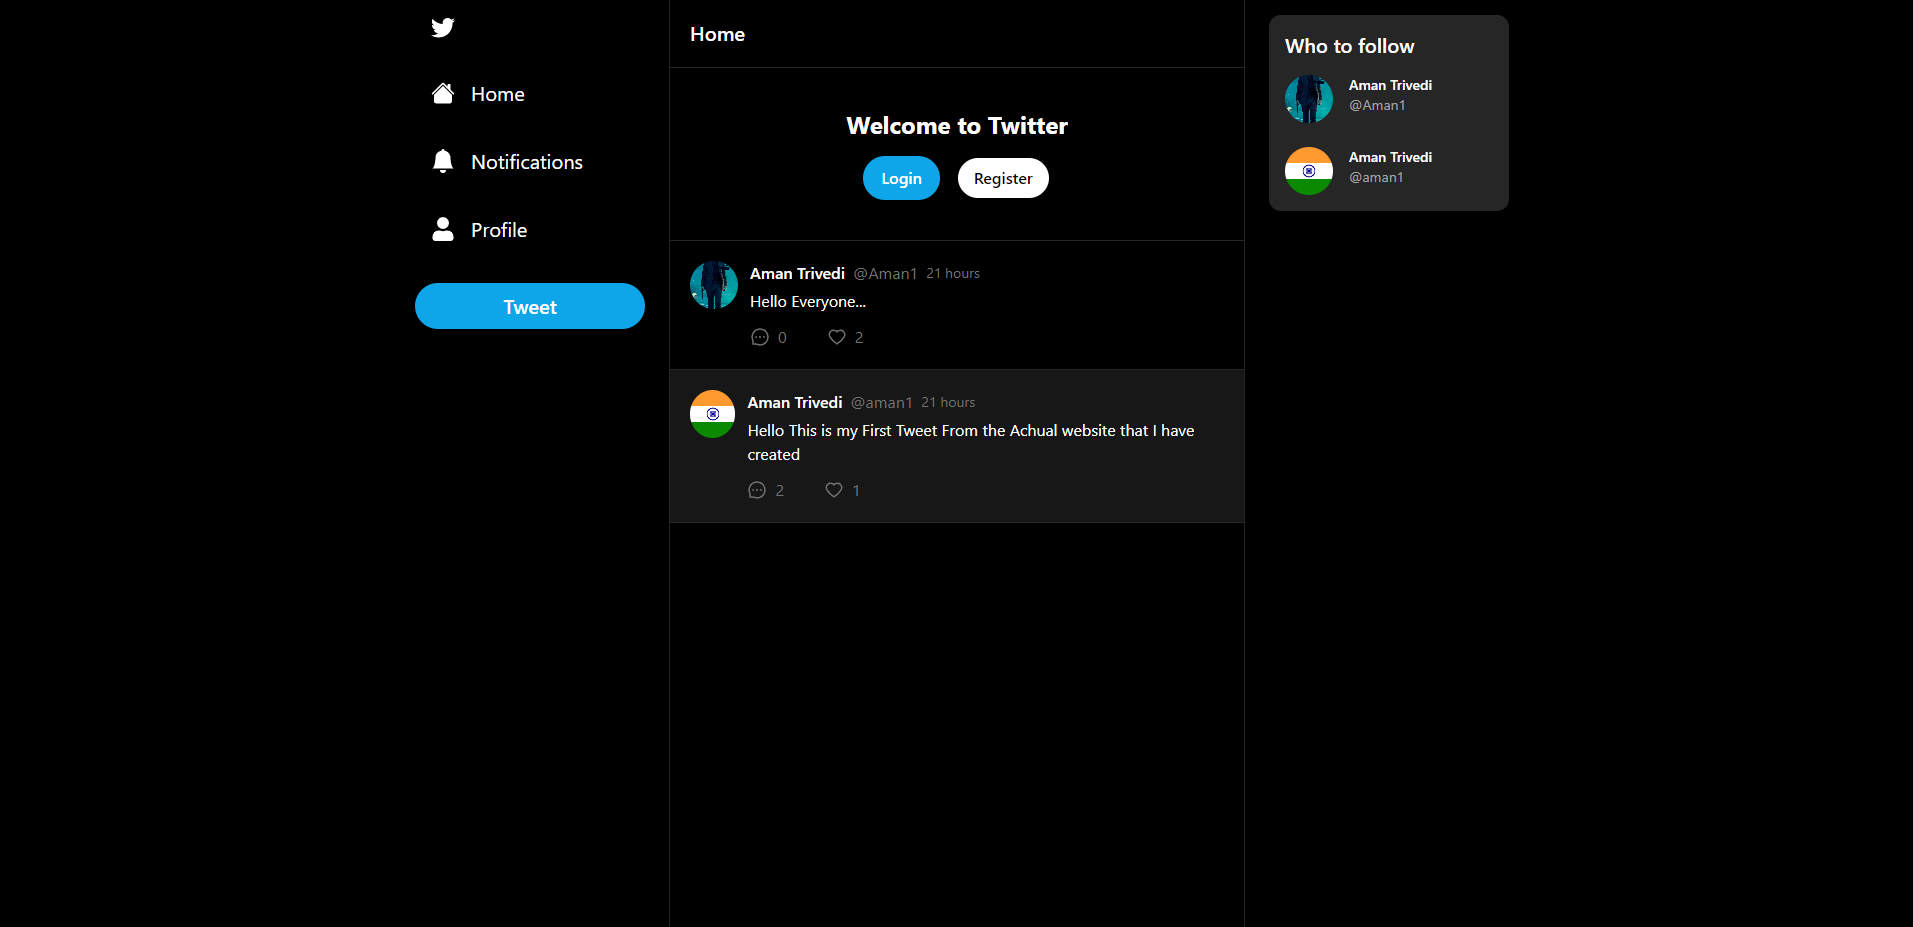 Home
Notifications
Profile
Tweet
Home
Welcome to Twitter
Login Register
Aman Trivedi @Aman1 21 hours
Hello Everyone...
0 2
Aman Trivedi @aman1 21 hours
Hello This is my First Tweet From the Achual website that I have
created
2 1
Who to follow
Aman Trivedi
@Aman1
Aman Trivedi
@aman1